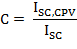 C = I_SC,CPV / I_SC